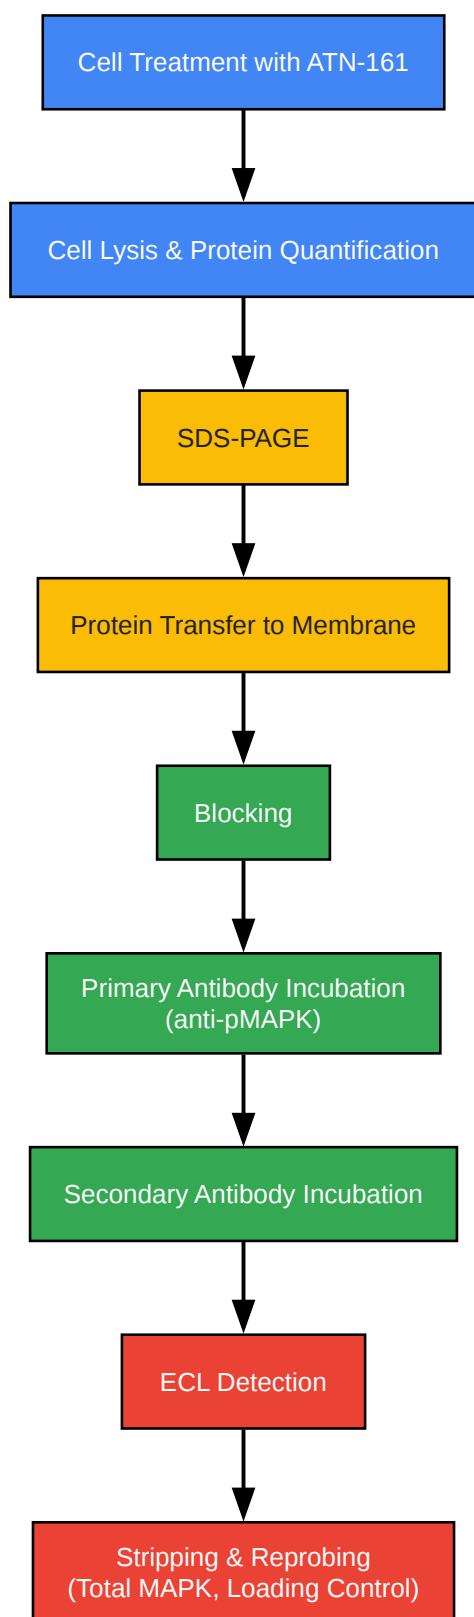 Cell Treatment with ATN-161
Cell Lysis & Protein Quantification
SDS-PAGE
Protein Transfer to Membrane
Blocking
Primary Antibody Incubation
(anti-pMAPK)
Secondary Antibody Incubation
ECL Detection
Stripping & Reprobing
(Total MAPK, Loading Control)